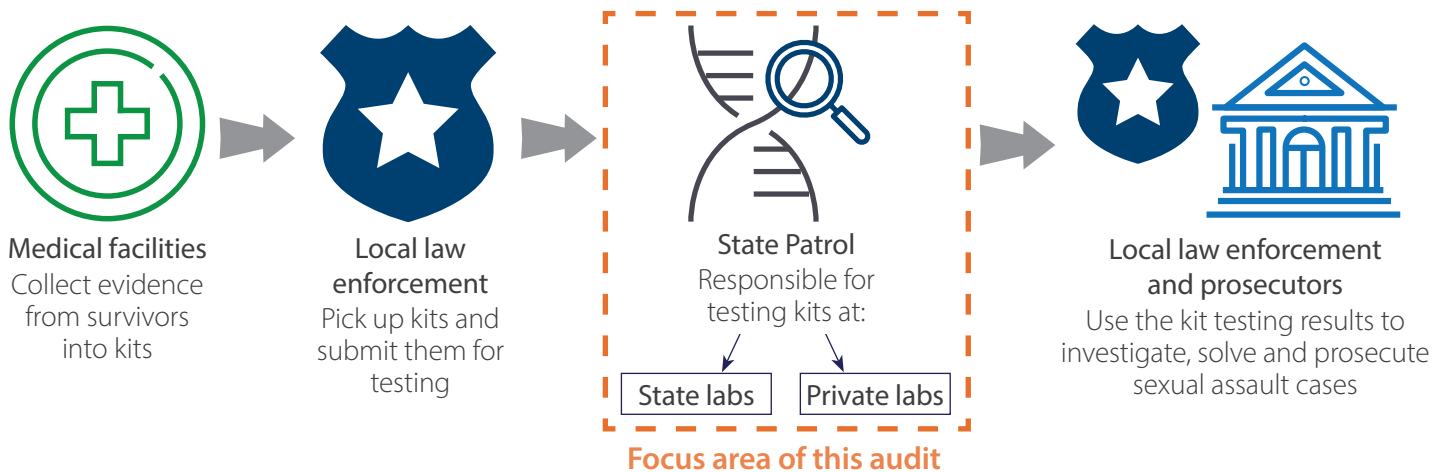 Medical facilities
Collect evidence
from survivors
into kits
Local law
enforcement
Pick up kits and
submit them for
testing
State Patrol
Responsible for
testing kits at:
State labs
Private labs
Focus area of this audit
Local law enforcement
and prosecutors
Use the kit testing results to
investigate, solve and prosecute
sexual assault cases